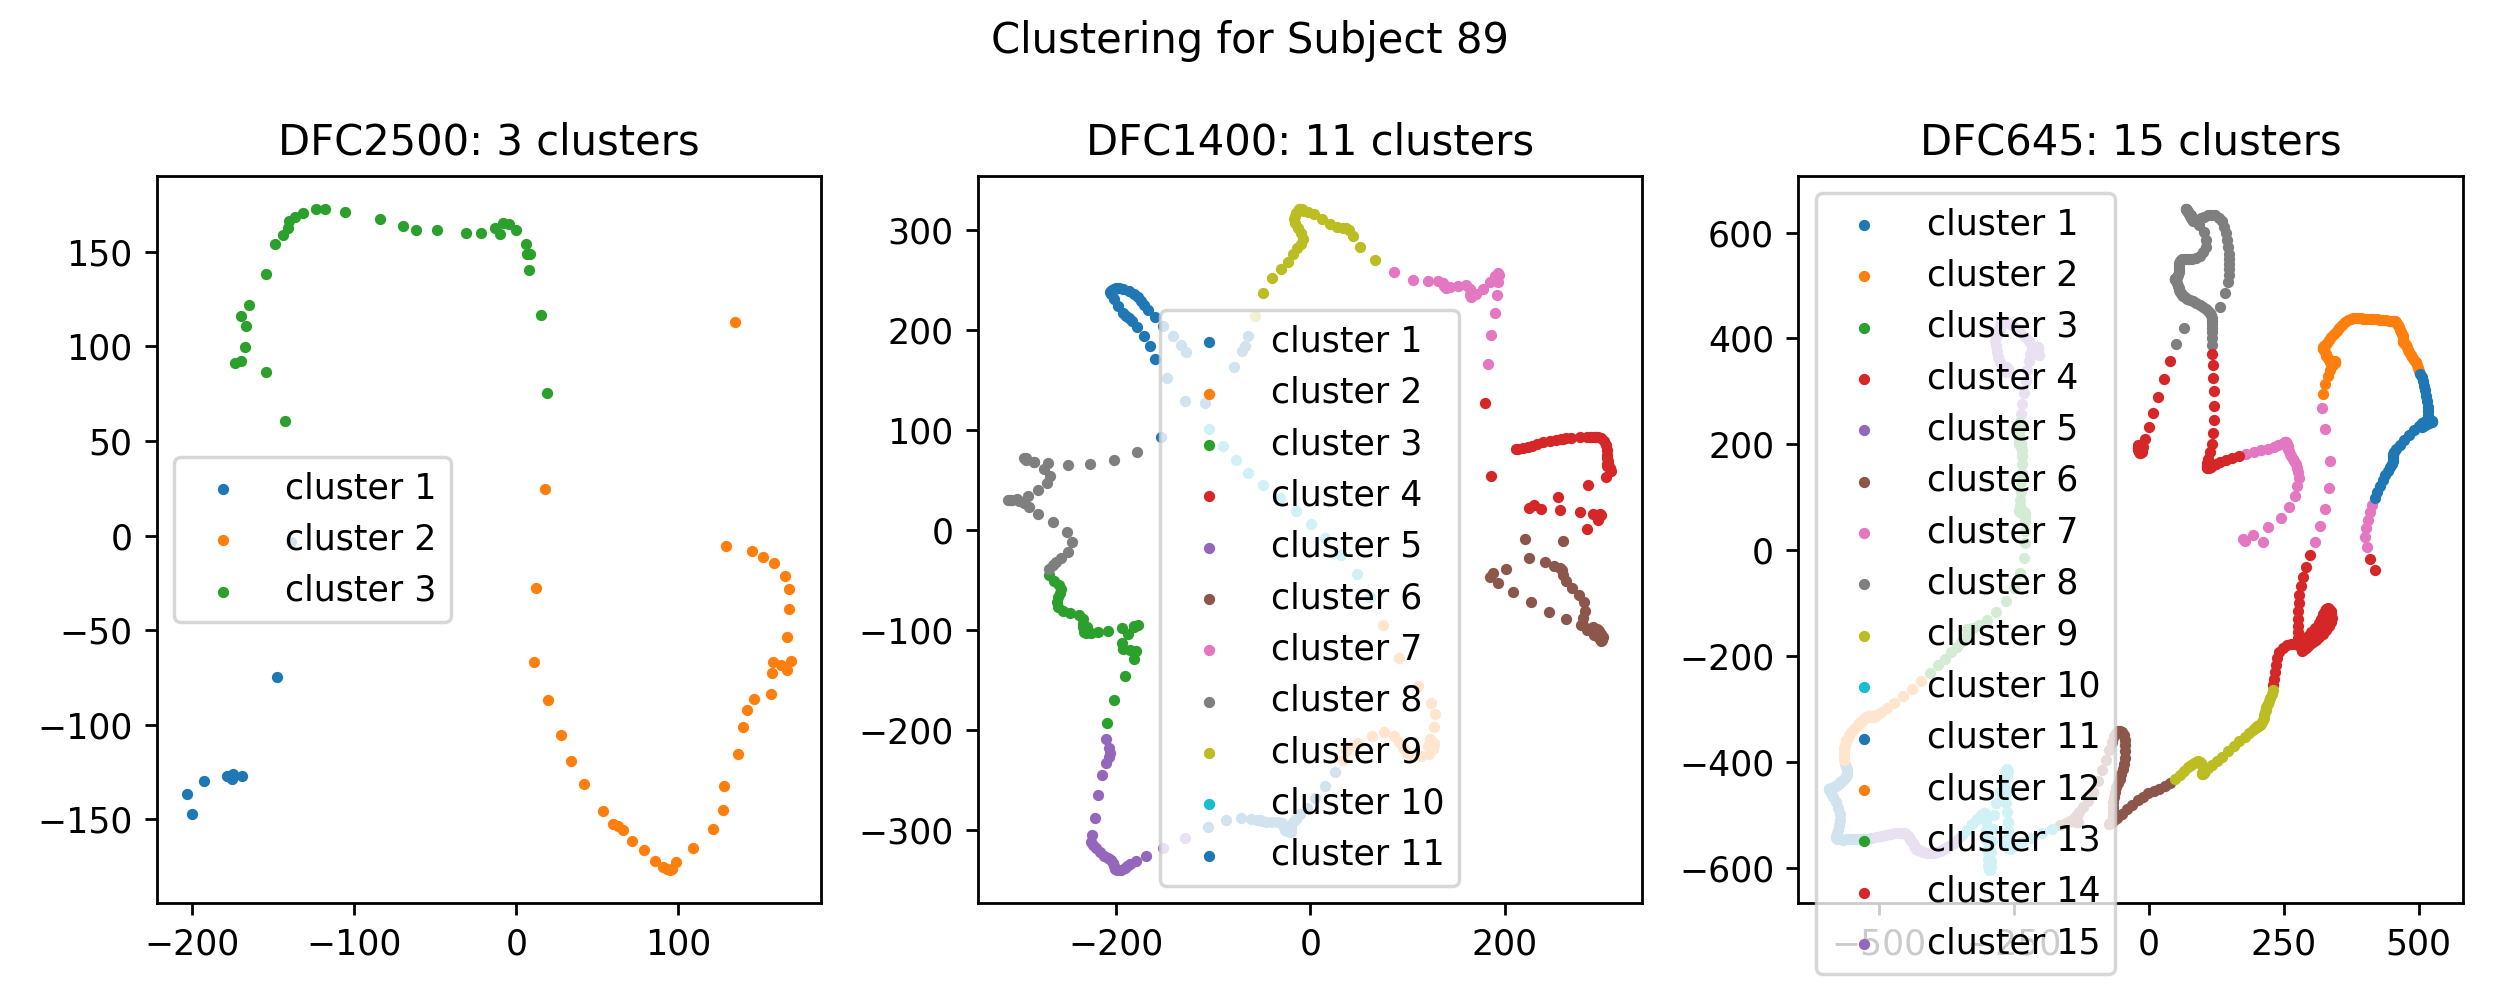 Clustering for Subject 89
DFC2500: 3 clusters
150
100
50
0
−50
−100
−150
−200
−100
0
100
cluster 1
cluster 2
cluster 3
DFC1400: 11 clusters
300
200
100
0
−100
−200
−300
−200
0
200
cluster 1
cluster 2
cluster 3
cluster 4
cluster 5
cluster 6
cluster 7
cluster 8
cluster 9
cluster 10
cluster 11
DFC645: 15 clusters
600
400
200
0
−200
−400
−600
−500
−250
0
250
500
cluster 1
cluster 2
cluster 3
cluster 4
cluster 5
cluster 6
cluster 7
cluster 8
cluster 9
cluster 10
cluster 11
cluster 12
cluster 13
cluster 14
cluster 15